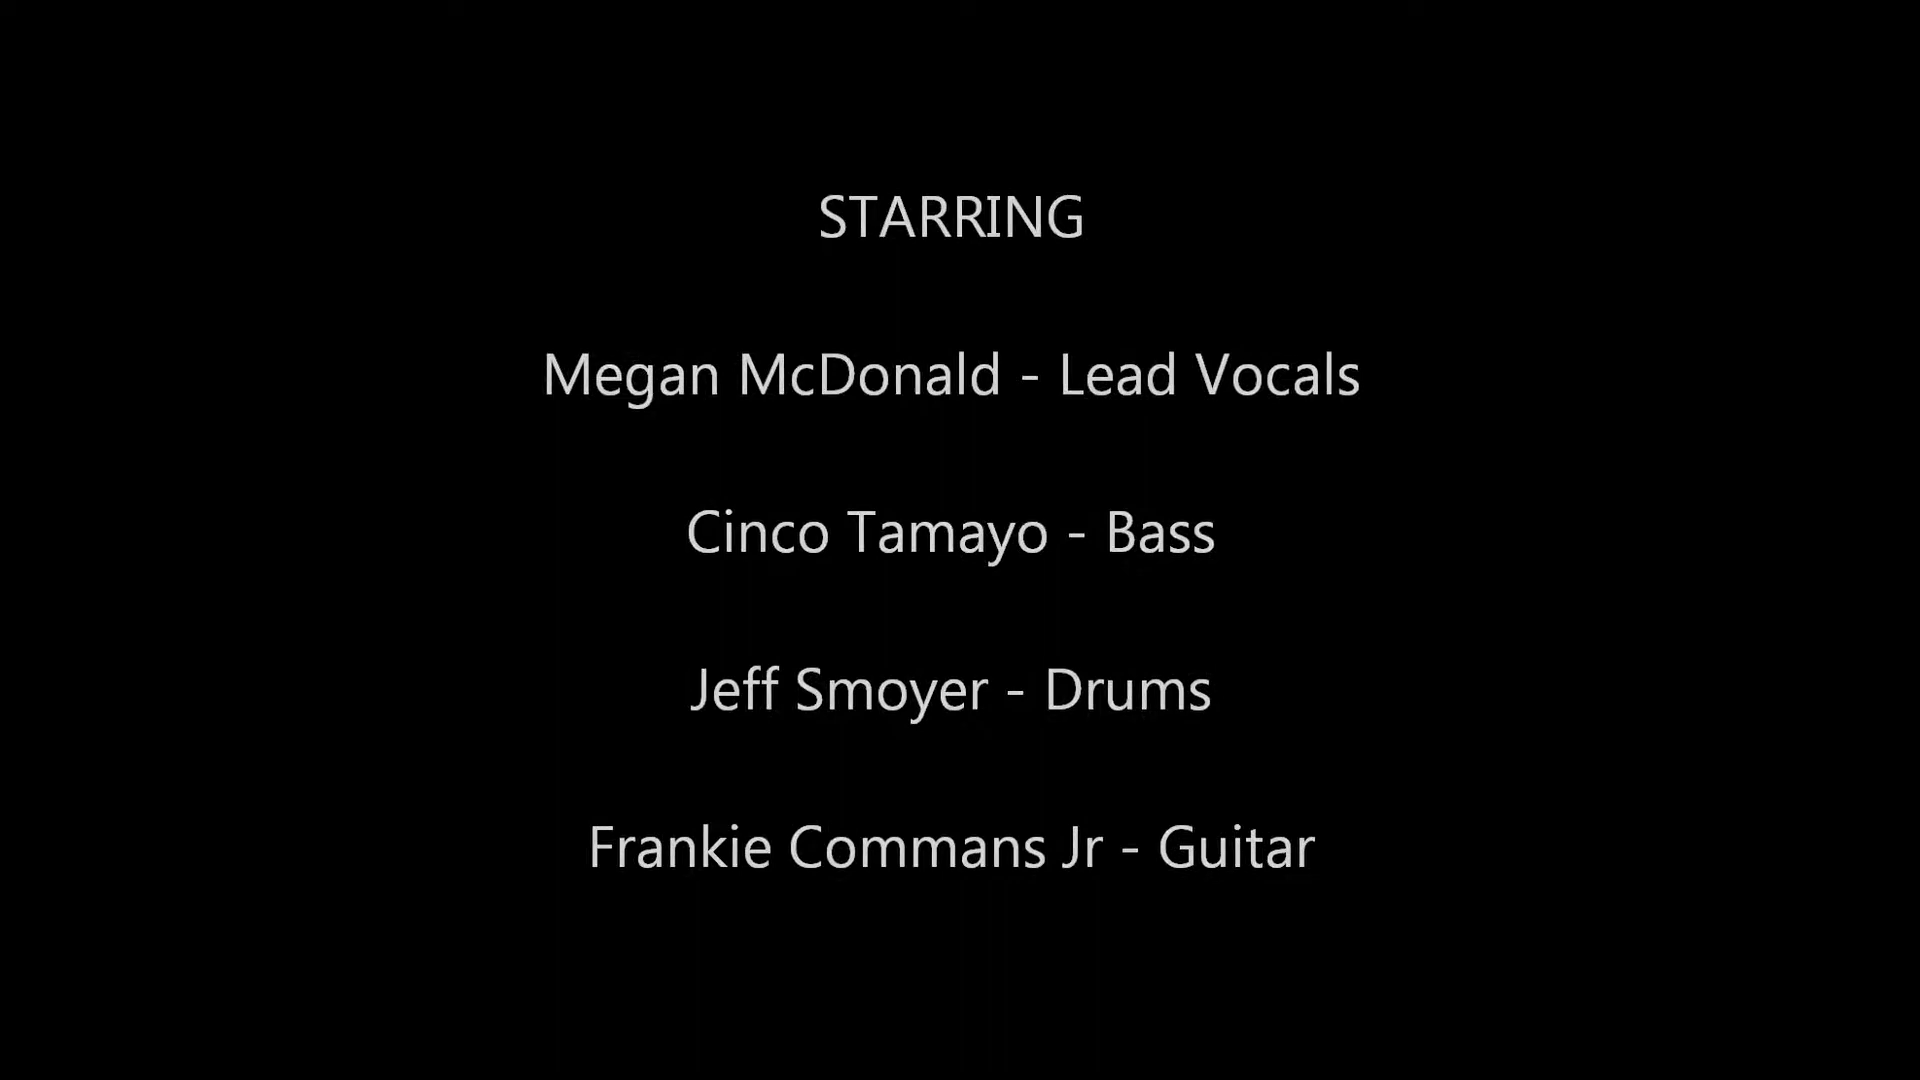 STARRING
Megan McDonald - Lead Vocals
Cinco Tamayo - Bass
Jeff Smoyer - Drums
Frankie Commans Jr - Guitar